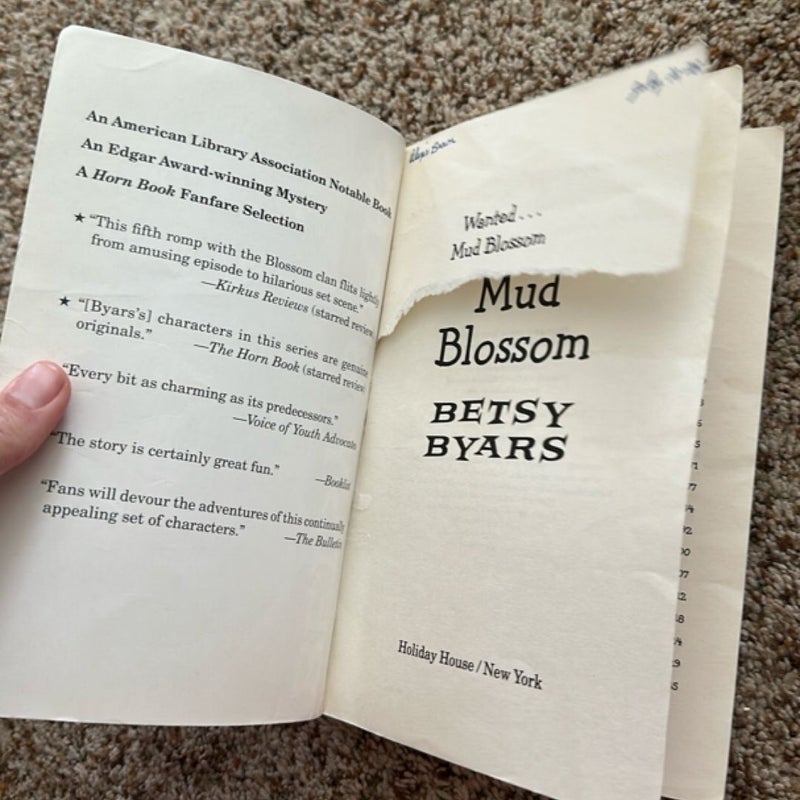 An American Library Association Notable Book
An Edgar Award-winning Mystery
A Horn Book Fanfare Selection
★ “This fifth romp with the Blossom clan flits lightly
from amusing episode to hilarious set scene.”
—Kirkus Reviews (starred review
★ “[Byars's] characters in this series are genuine
originals.”
—The Horn Book (starred review)
“Every bit as charming as its predecessors.”
—Voice of Youth Advocates
“The story is certainly great fun.”
—Booklist
“Fans will devour the adventures of this continually
appealing set of characters.”
—The Bulletin
Wanted...
Mud Blossom
Mud
Blossom
BETSY
BYARS
Holiday House / New York